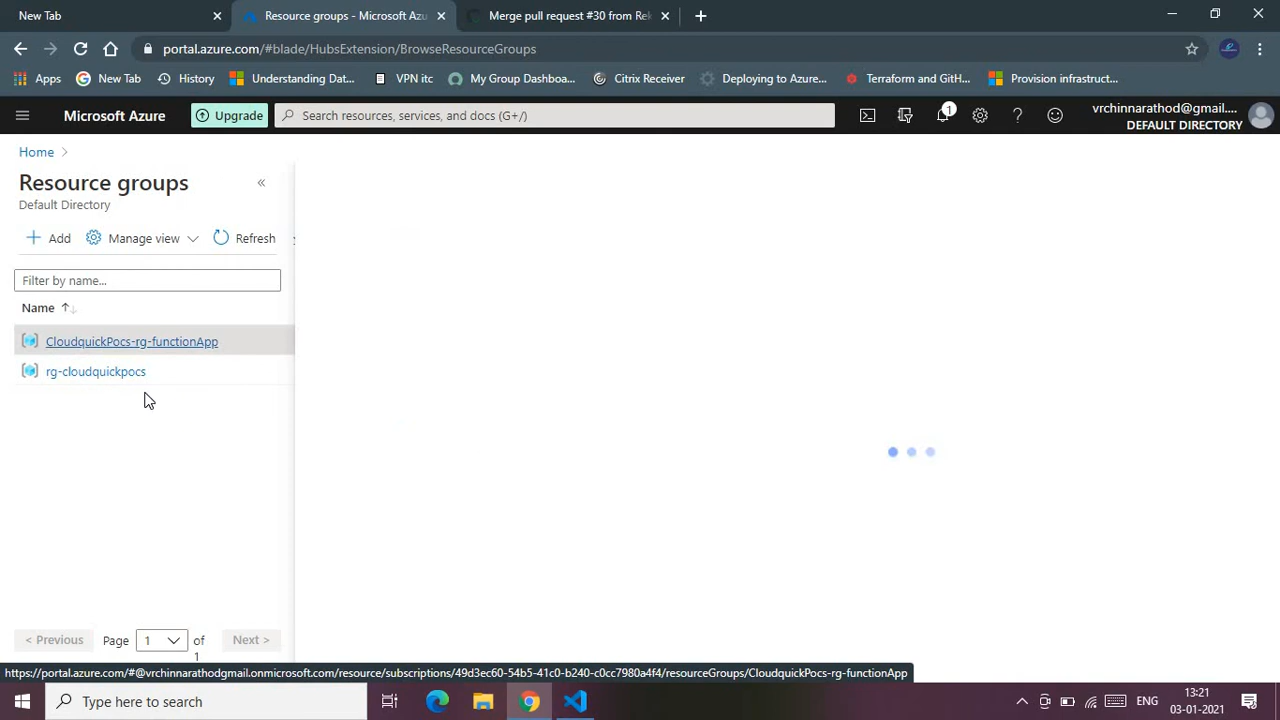 New Tab
Resource groups - Microsoft Azu
Merge pull request #30 from Rek
portal.azure.com/#blade/HubsExtension/BrowseResourceGroups
Apps
New Tab
History
Understanding Dat...
VPN itc
My Group Dashboa...
Citrix Receiver
Deploying to Azure...
Terraform and GitH...
Provision infrastruct...
Microsoft Azure
Upgrade
Search resources, services, and docs (G+/)
1
vrchinnarathod@gmail....
DEFAULT DIRECTORY
Home >
Resource groups
«
Default Directory
+ Add
Manage view
Refresh
Filter by name...
Name ↑↓
CloudquickPocs-rg-functionApp
rg-cloudquickpocs
< Previous
Page
1
of
1
Next >
https://portal.azure.com/#@vrchinnarathodgmail.onmicrosoft.com/resource/subscriptions/49d3ec60-54b5-41c0-b240-c0cc7980a4f4/resourceGroups/CloudquickPocs-rg-functionApp
Type here to search
ENG
13:21
03-01-2021